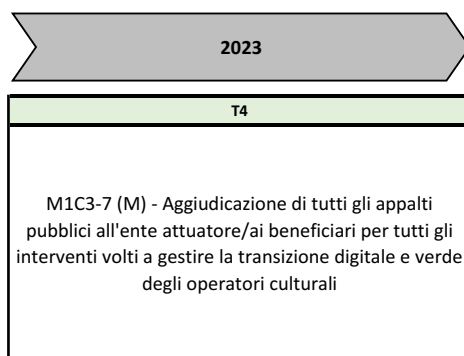 2023
T4
M1C3-7 (M) - Aggiudicazione di tutti gli appalti
pubblici all'ente attuatore/ai beneficiari per tutti gli
interventi volti a gestire la transizione digitale e verde
degli operatori culturali